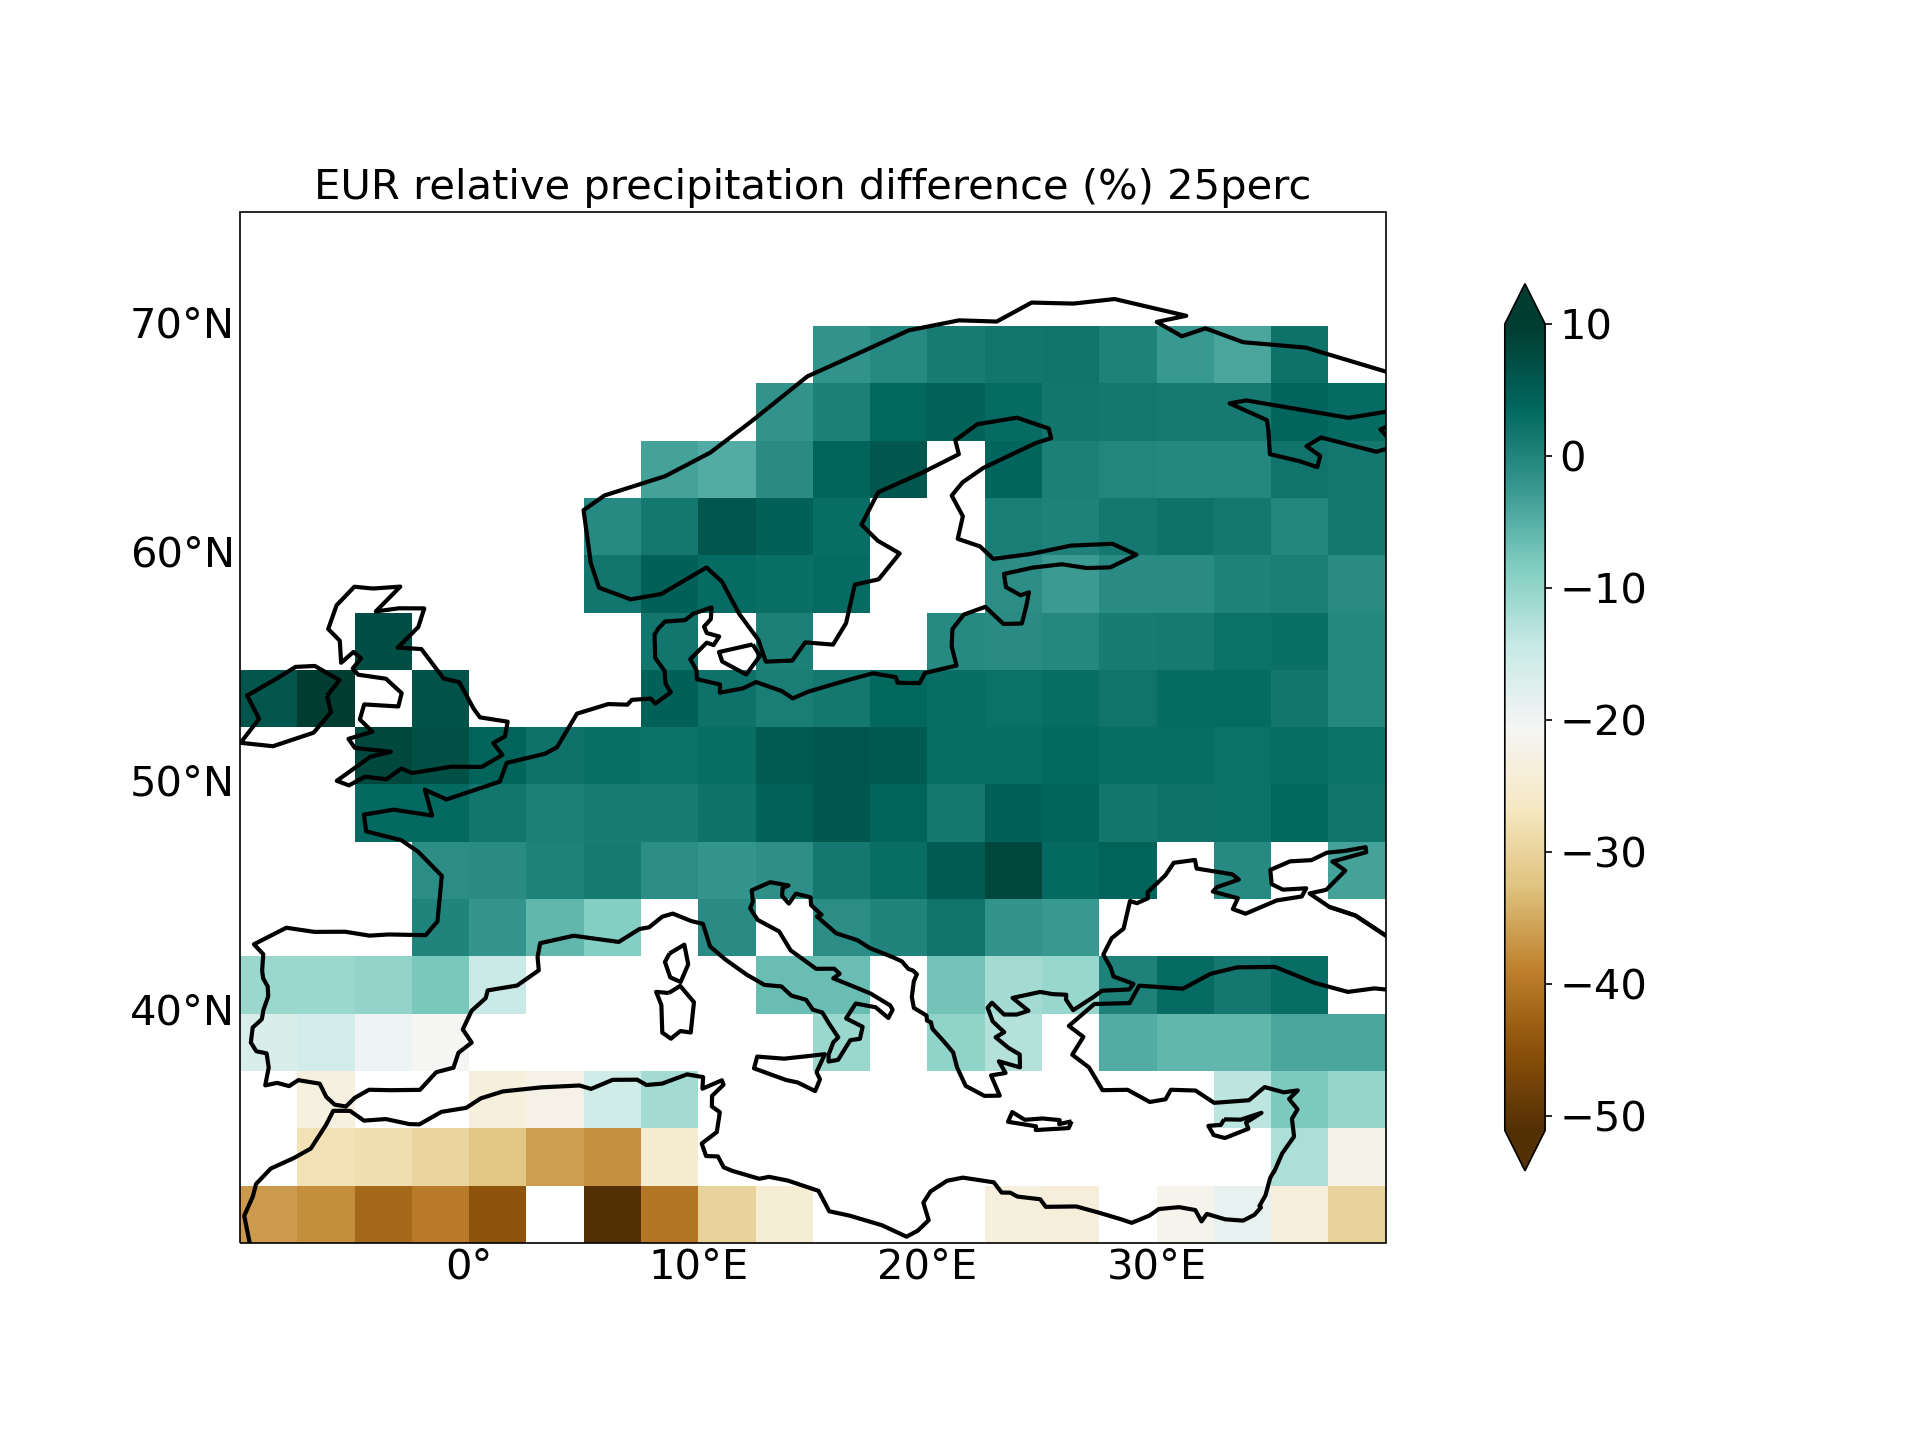 EUR relative precipitation difference (%) 25perc
70°N
60°N
50°N
40°N
0°
10°E
20°E
30°E
10
0
−10
−20
−30
−40
−50